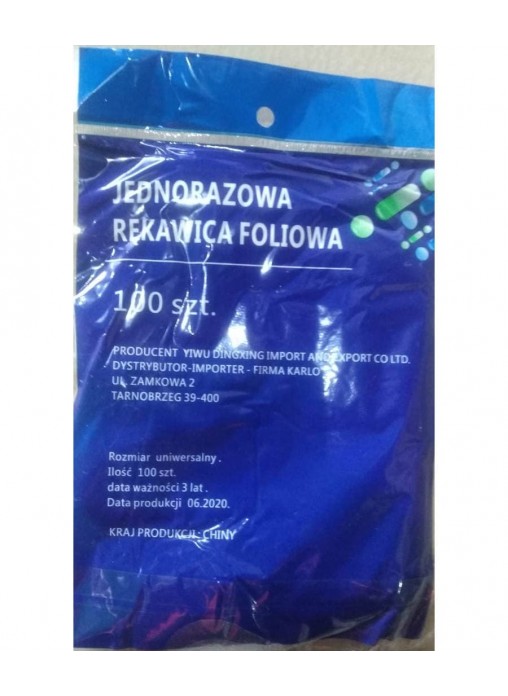 JEDNORAZOWA
RĘKAWICA FOLIOWA
100 szt.
PRODUCENT YIWU DINGXING IMPORT AND EXPORT CO LTD.
DYSTRYBUTOR-IMPORTER - FIRMA KARLO
UL. ZAMKOWA 2
TARNOBRZEG 39-400
Rozmiar uniwersalny.
Ilość 100 szt.
data ważności 3 lat.
Data produkcji 06.2020.
KRAJ PRODUKCJI: CHINY